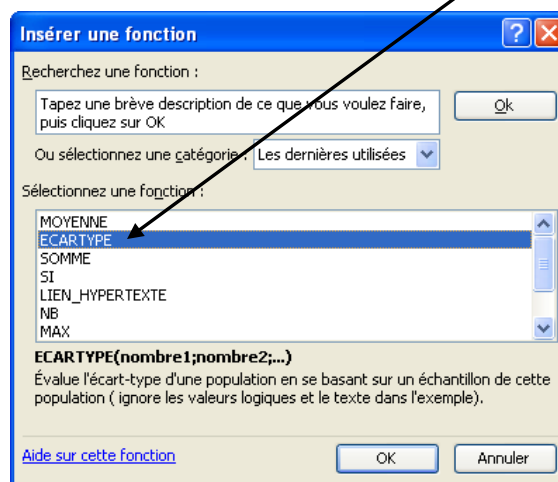 Insérer une fonction
Recherchez une fonction :
Tapez une brève description de ce que vous voulez faire,
puis cliquez sur OK
Ok
Ou sélectionnez une catégorie : Les dernières utilisées
Sélectionnez une fonction :
MOYENNE
ECARTYPE
SOMME
SI
LIEN_HYPERTEXTE
NB
MAX
ECARTYPE(nombre1;nombre2;...)
Évalue l'écart-type d'une population en se basant sur un échantillon de cette
population ( ignore les valeurs logiques et le texte dans l'exemple).
Aide sur cette fonction
OK
Annuler